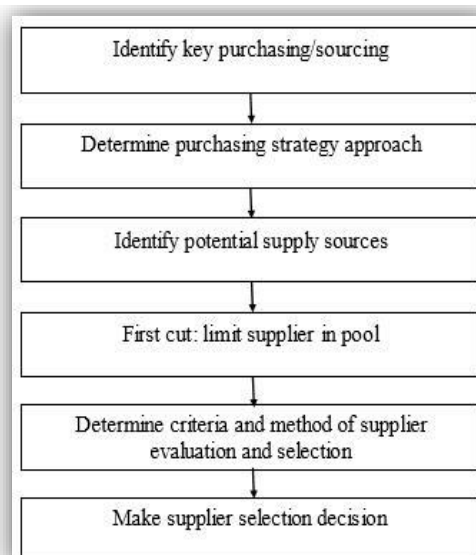 Identify key purchasing/sourcing
Determine purchasing strategy approach
Identify potential supply sources
First cut: limit supplier in pool
Determine criteria and method of supplier
evaluation and selection
Make supplier selection decision